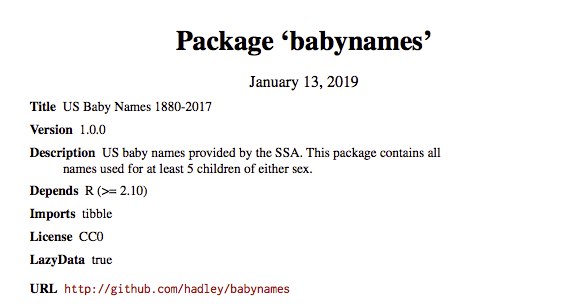 Package ‘babynames’
January 13, 2019
Title US Baby Names 1880-2017
Version 1.0.0
Description US baby names provided by the SSA. This package contains all
names used for at least 5 children of either sex.
Depends R (>= 2.10)
Imports tibble
License CC0
LazyData true
URL http://github.com/hadley/babynames